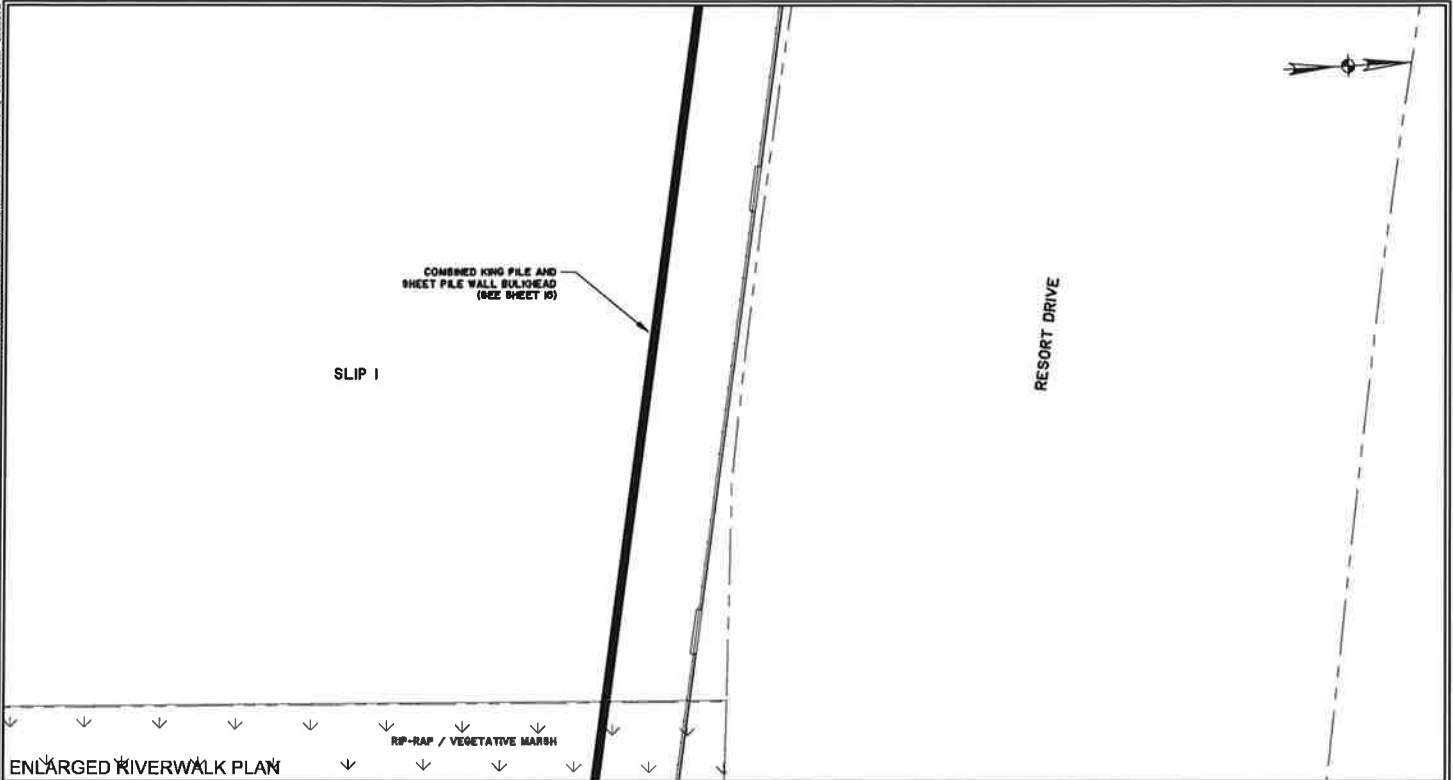 COMBINED KING PILE AND
SHEET PILE WALL BULKHEAD
(SEE SHEET 16)
SLIP 1
RESORT DRIVE
RIP-RAP / VEGETATIVE MARSH
ENLARGED RIVERWALK PLAN